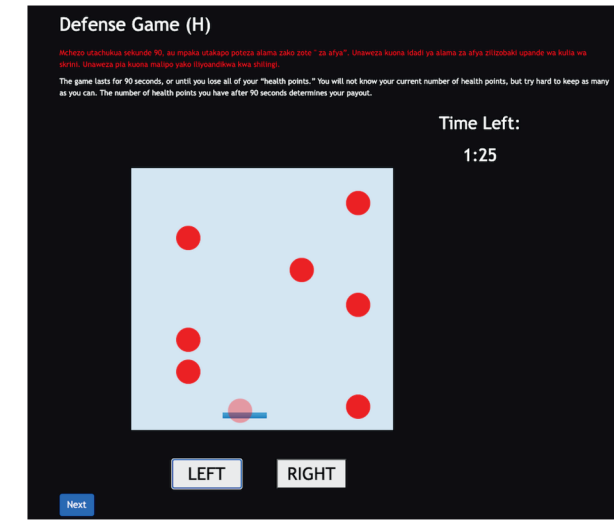 Defense Game (H)
Mchezo utachukua sekunde 90, au mpaka utakapo poteza alama zako zote "za afya". Unaweza kuona idadi ya alama za afya zilizobaki upande wa kulia wa
skrini. Unaweza pia kuona malipo yako iliyoandikwa kwa shilingi.
The game lasts for 90 seconds, or until you lose all of your "health points." You will not know your current number of health points, but try hard to keep as many
as you can. The number of health points you have after 90 seconds determines your payout.
Time Left:
1:25
LEFT
RIGHT
Next